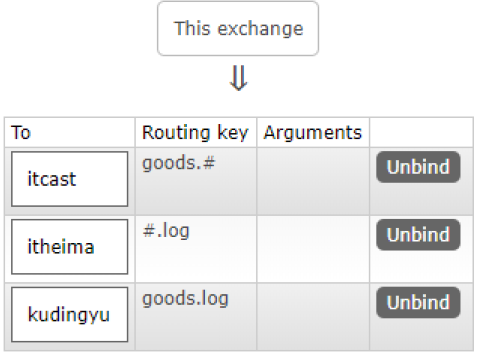 This exchange
⇓
To Routing key Arguments
itcast goods.# Unbind
itheima #.log Unbind
kudingyu goods.log Unbind